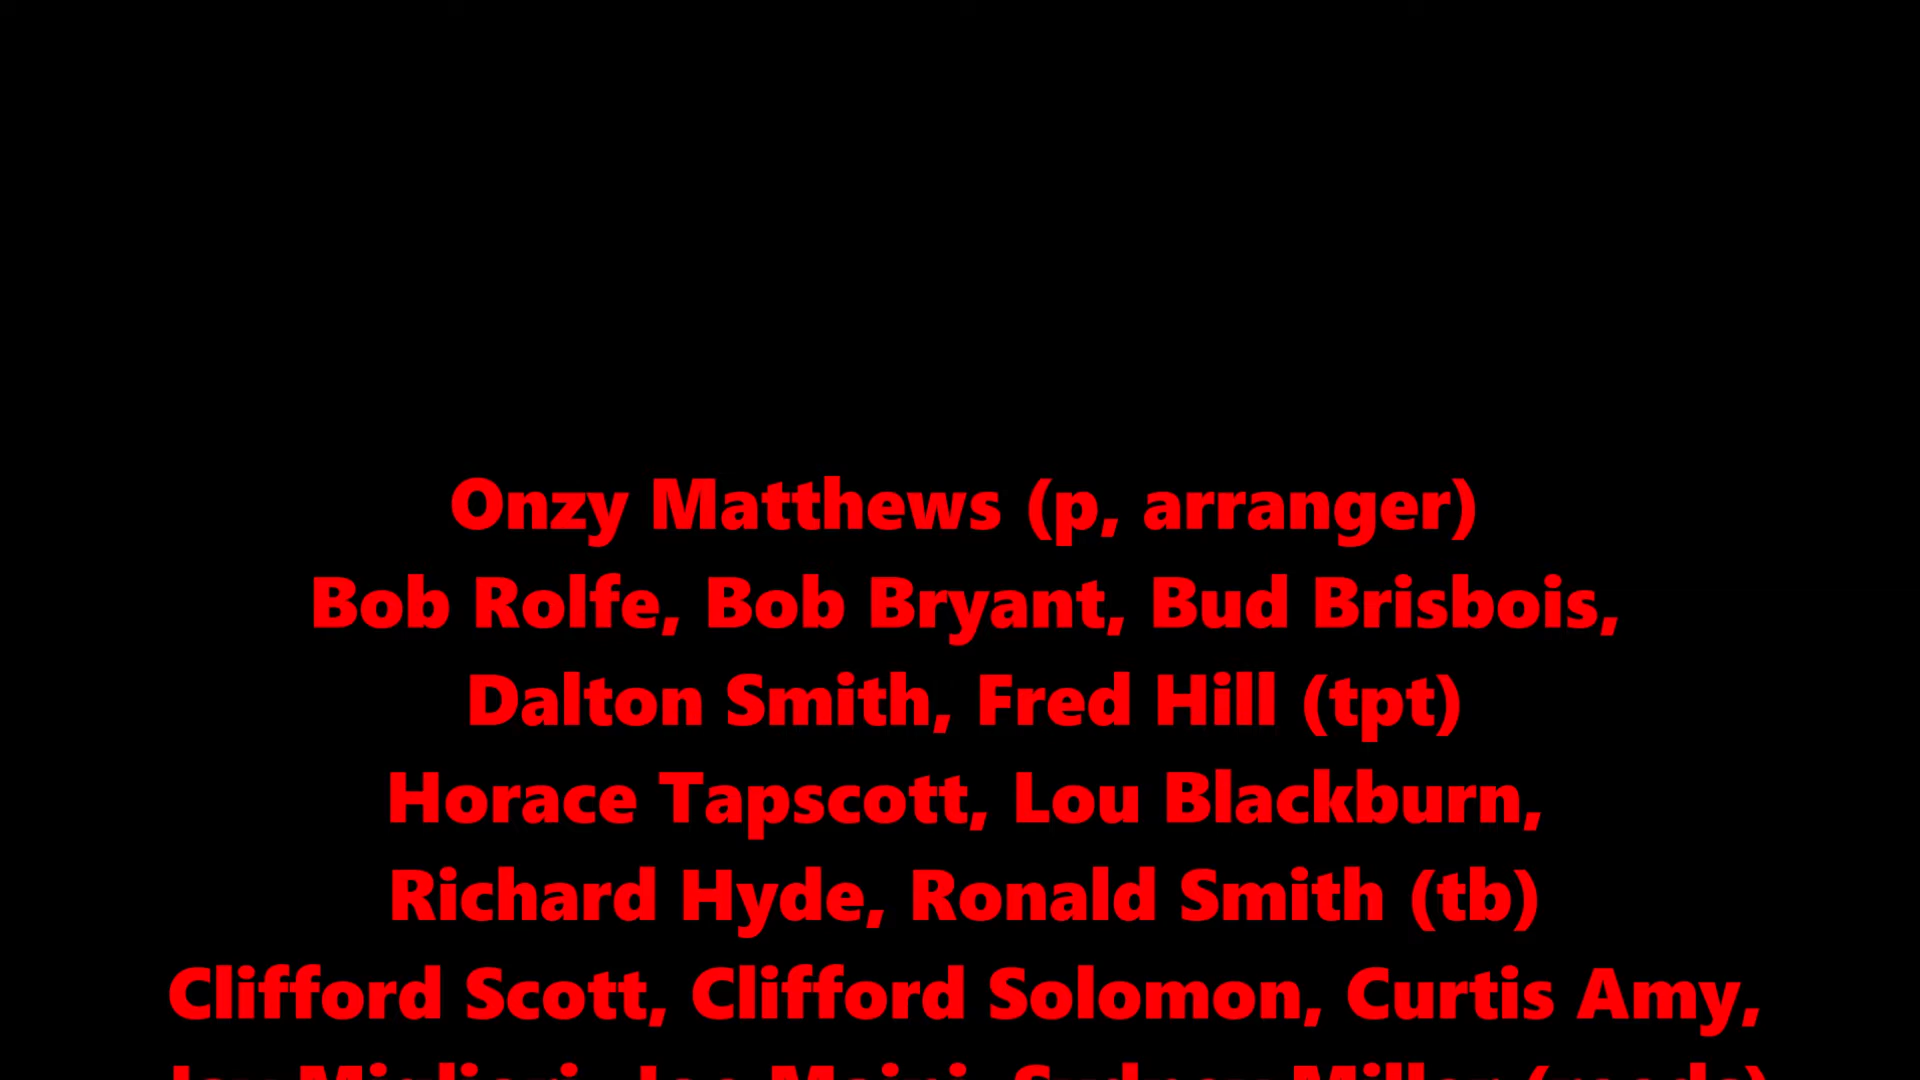 Onzy Matthews (p, arranger)
Bob Rolfe, Bob Bryant, Bud Brisbois,
Dalton Smith, Fred Hill (tpt)
Horace Tapscott, Lou Blackburn,
Richard Hyde, Ronald Smith (tb)
Clifford Scott, Clifford Solomon, Curtis Amy,